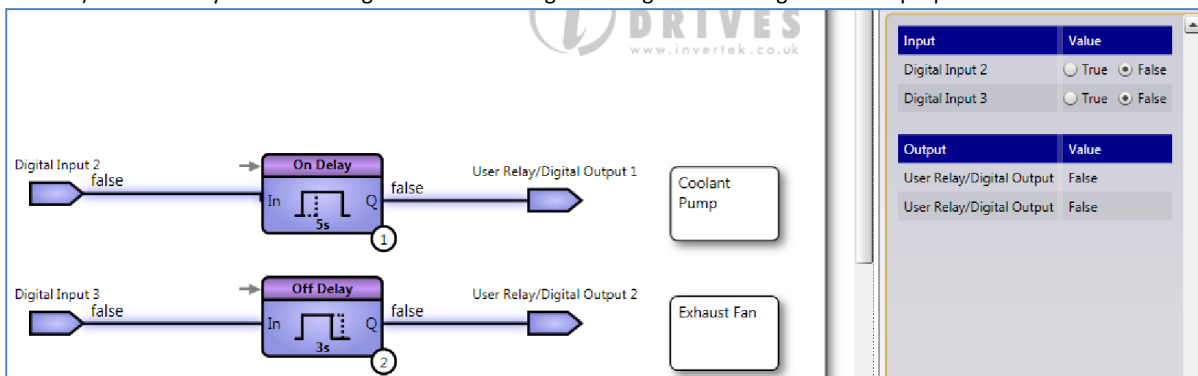 DRIVES
www.invertek.co.uk
Digital Input 2
false
On Delay
In
Q
5s
1
false
User Relay/Digital Output 1
Coolant
Pump
Digital Input 3
false
Off Delay
In
Q
3s
2
false
User Relay/Digital Output 2
Exhaust Fan
Input Value
Digital Input 2 True False
Digital Input 3 True False
Output Value
User Relay/Digital Output False
User Relay/Digital Output False